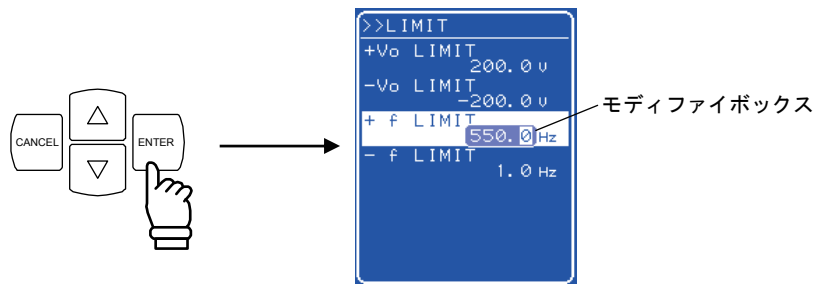 CANCEL
△
ENTER
▽
>>LIMIT
+Vo LIMIT
200.0 V
-Vo LIMIT
-200.0 V
+ f LIMIT
550.0 Hz
- f LIMIT
1.0 Hz
モディファイボックス